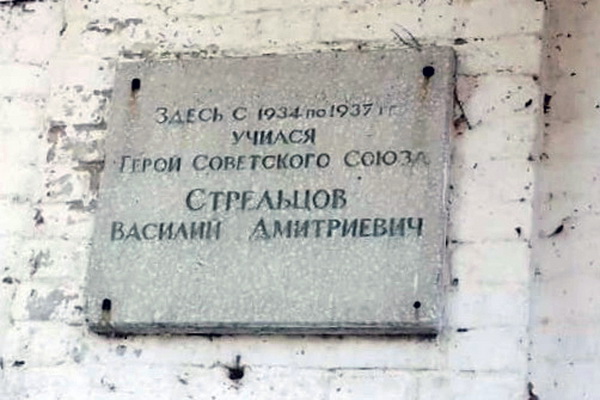 Здесь с 1934 по 1937 гг
учился
Герой Советского Союза
Стрельцов
Василий Дмитриевич